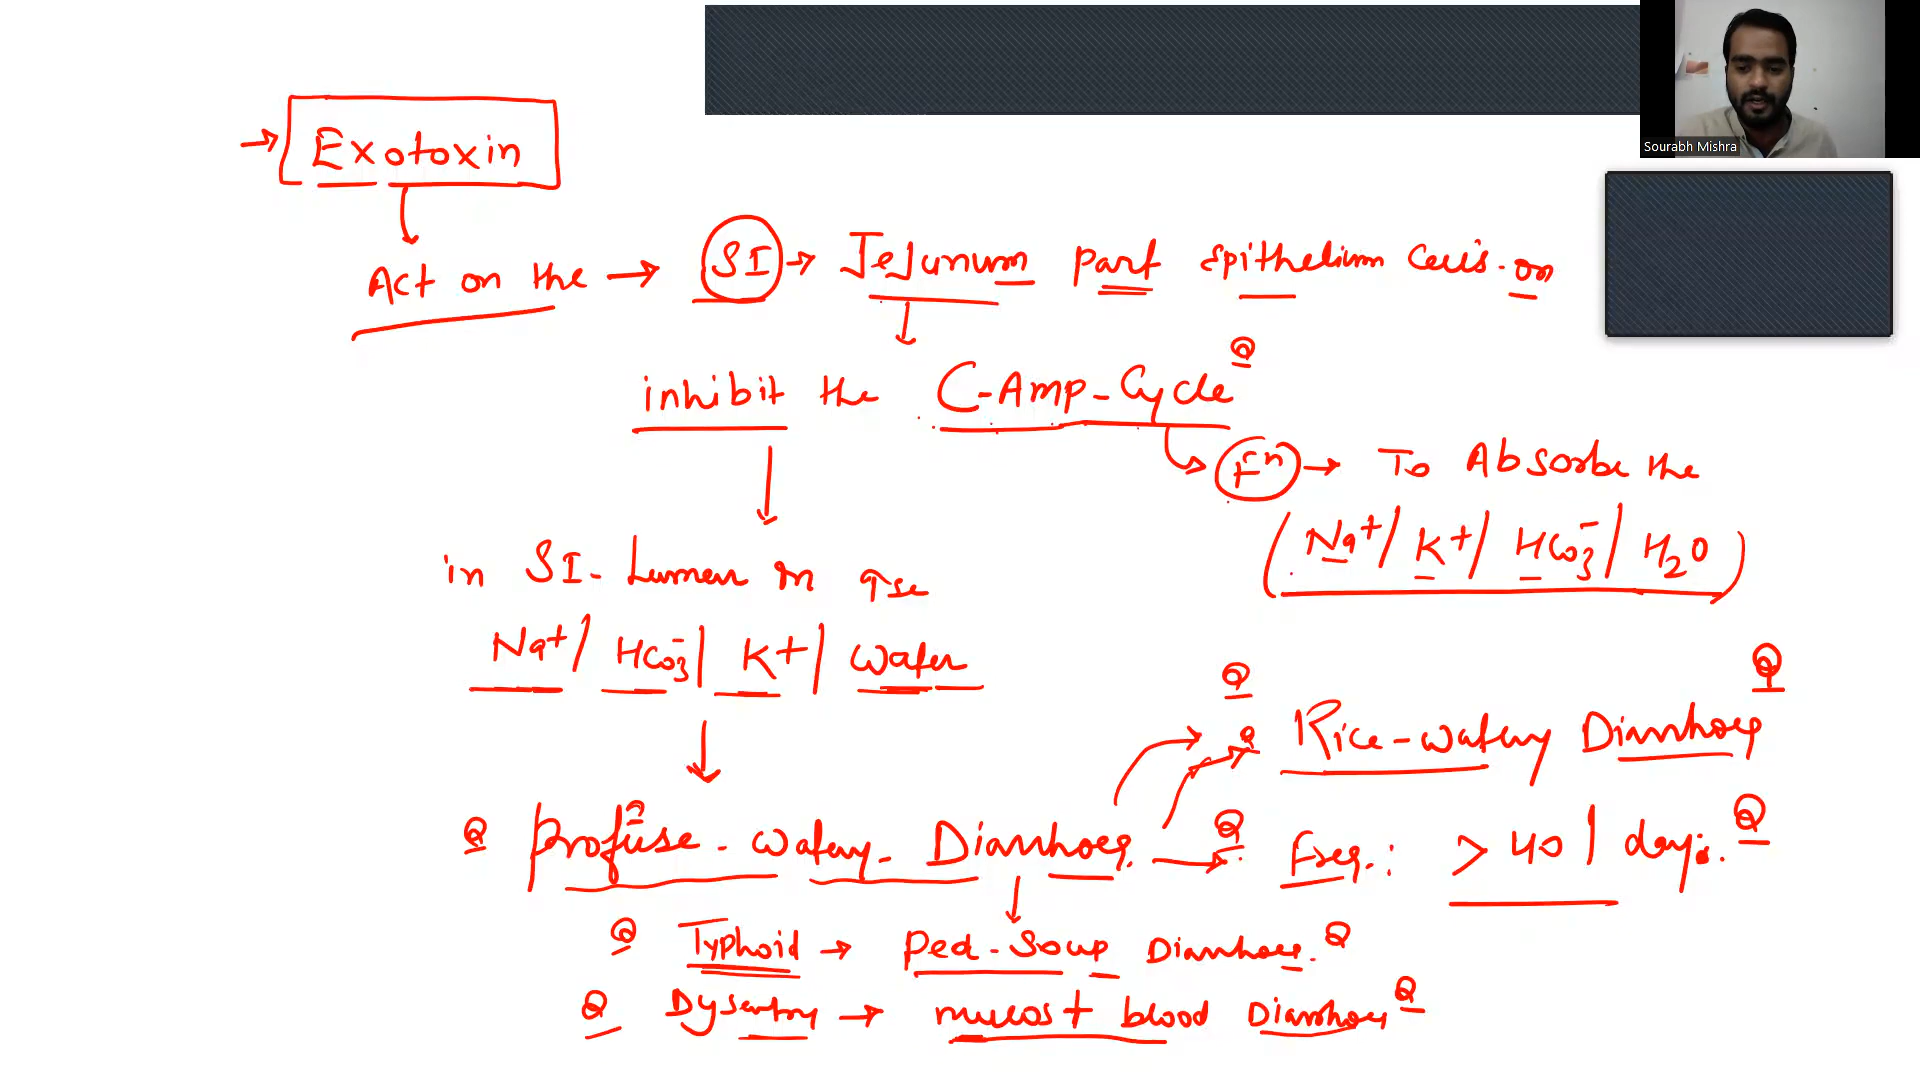 Sourabh Mishra
→ Exotoxin
Act on the → SI → Jejunum part Epithelium cells. on
inhibit the C-Amp-Cycle Q
Fn → To Absorbe the
(Na+/ K+/ HCO3-/ H2O)
in SI- Lumen
Na+/ HCO3-| K+| water
Q Q
Q Rice-watery Diarrhoea
Q Profuse - watery - Diarrhoea. → Q Freq.: > 40 | day. Q
Q Typhoid → Pea-Soup Diarrhoea. Q
Q Dysentry → mucos + blood Diarrhoea Q